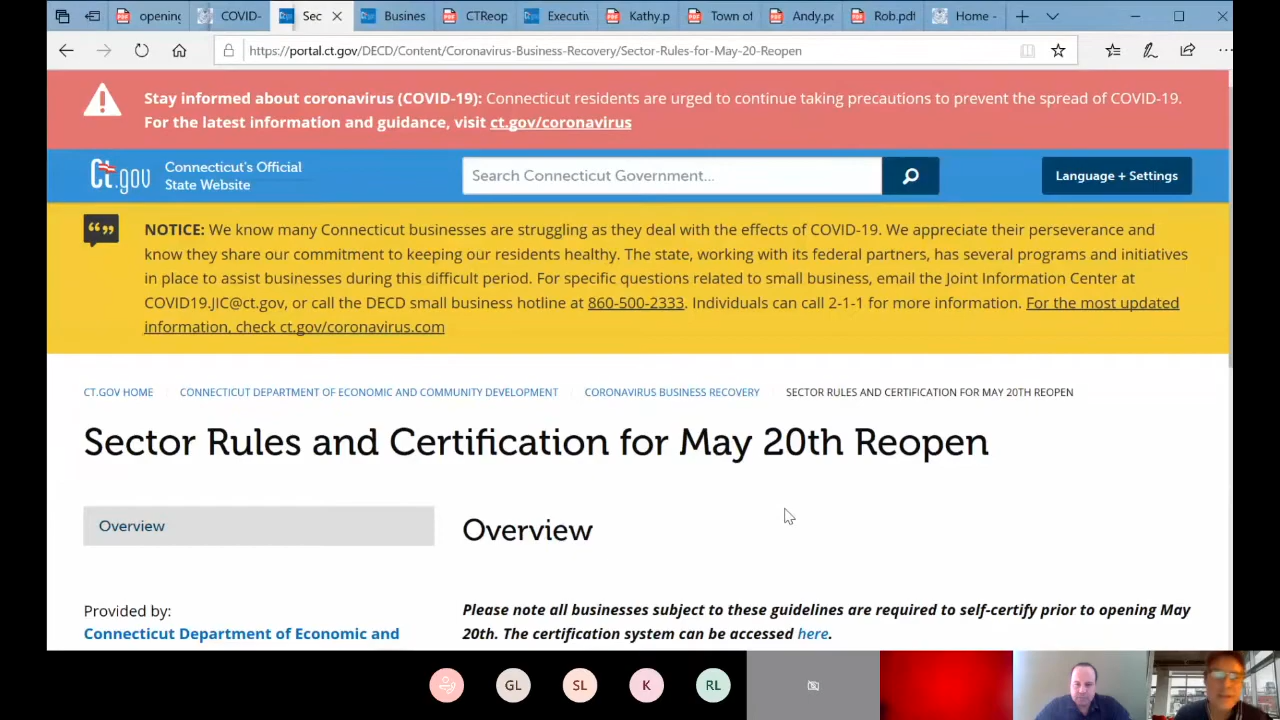 opening
COVID-
Sec
Busines
CTReop
Executiv
Kathy.p
Town of
Andy.pc
Rob.pdf
Home -
https://portal.ct.gov/DECD/Content/Coronavirus-Business-Recovery/Sector-Rules-for-May-20-Reopen
Stay informed about coronavirus (COVID-19): Connecticut residents are urged to continue taking precautions to prevent the spread of COVID-19.
For the latest information and guidance, visit ct.gov/coronavirus
ct.gov
Connecticut's Official
State Website
Search Connecticut Government...
Language + Settings
NOTICE: We know many Connecticut businesses are struggling as they deal with the effects of COVID-19. We appreciate their perseverance and
know they share our commitment to keeping our residents healthy. The state, working with its federal partners, has several programs and initiatives
in place to assist businesses during this difficult period. For specific questions related to small business, email the Joint Information Center at
COVID19.JIC@ct.gov, or call the DECD small business hotline at 860-500-2333. Individuals can call 2-1-1 for more information. For the most updated
information, check ct.gov/coronavirus.com
CT.GOV HOME CONNECTICUT DEPARTMENT OF ECONOMIC AND COMMUNITY DEVELOPMENT CORONAVIRUS BUSINESS RECOVERY SECTOR RULES AND CERTIFICATION FOR MAY 20TH REOPEN
Sector Rules and Certification for May 20th Reopen
Overview
Overview
Provided by:
Connecticut Department of Economic and
Please note all businesses subject to these guidelines are required to self-certify prior to opening May
20th. The certification system can be accessed here.
GL
SL
K
RL